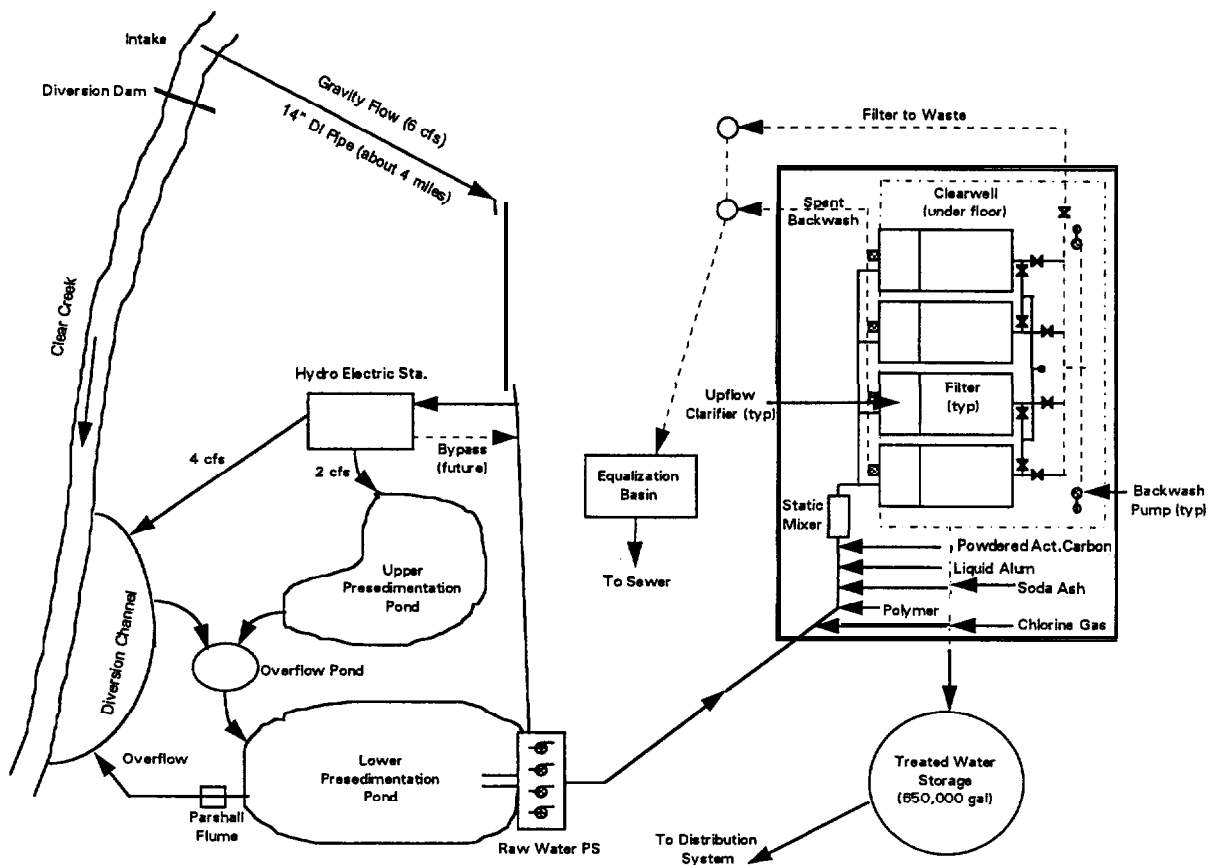 Intake
Diversion Dam
Gravity Flow (6 cfs)
14" DI Pipe (about 4 miles)
Clear Creek
Filter to Waste
Clearwell
(under floor)
Spent
Backwash
Hydro Electric Sta.
Bypass
(future)
4 cfs
2 cfs
Upflow
Clarifier (typ)
Filter
(typ)
Equalization
Basin
To Sewer
Static
Mixer
Backwash
Pump (typ)
Powdered Act.Carbon
Liquid Alum
Soda Ash
Polymer
Chlorine Gas
Upper
Presedimentation
Pond
Diversion Channel
Overflow Pond
Overflow
Lower
Presedimentation
Pond
Parshall
Flume
Raw Water PS
Treated Water
Storage
(650,000 gal)
To Distribution
System